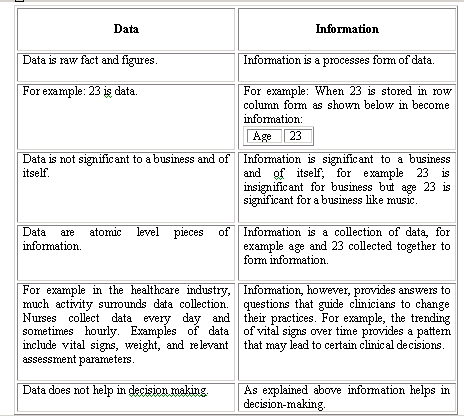 Data
Information
Data is raw fact and figures.
Information is a processes form of data.
For example: 23 is data.
For example: When 23 is stored in row
column form as shown below in become
information:
Age 23
Data is not significant to a business and of
itself.
Information is significant to a business
and of itself, for example 23 is
insignificant for business but age 23 is
significant for a business like music.
Data are atomic level pieces of
information.
Information is a collection of data, for
example age and 23 collected together to
form information.
For example in the healthcare industry,
much activity surrounds data collection.
Nurses collect data every day and
sometimes hourly. Examples of data
include vital signs, weight, and relevant
assessment parameters.
Information, however, provides answers to
questions that guide clinicians to change
their practices. For example, the trending
of vital signs over time provides a pattern
that may lead to certain clinical decisions.
Data does not help in decision making.
As explained above information helps in
decision-making.